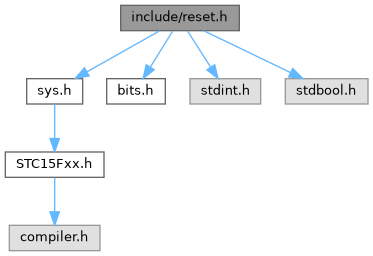 include/reset.h
sys.h
bits.h
stdint.h
stdbool.h
STC15Fxx.h
compiler.h